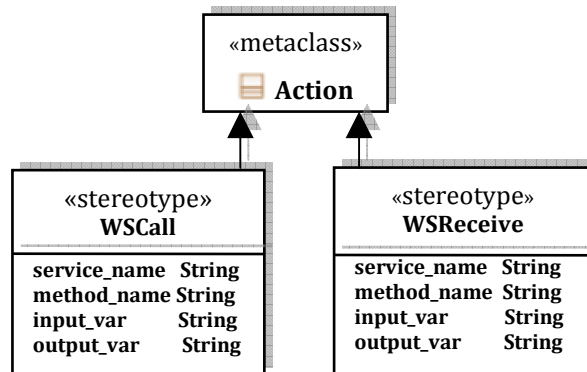 «metaclass»
Action
«stereotype»
WSCall
service_name String
method_name String
input_var String
output_var String
«stereotype»
WSReceive
service_name String
method_name String
input_var String
output_var String